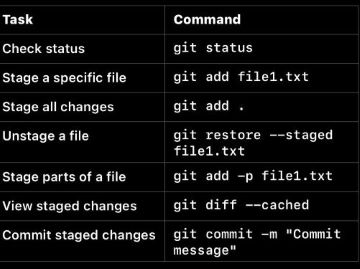 Task Command
Check status git status
Stage a specific file git add file1.txt
Stage all changes git add .
Unstage a file git restore --staged
file1.txt
Stage parts of a file git add -p file1.txt
View staged changes git diff --cached
Commit staged changes git commit -m "Commit
message"